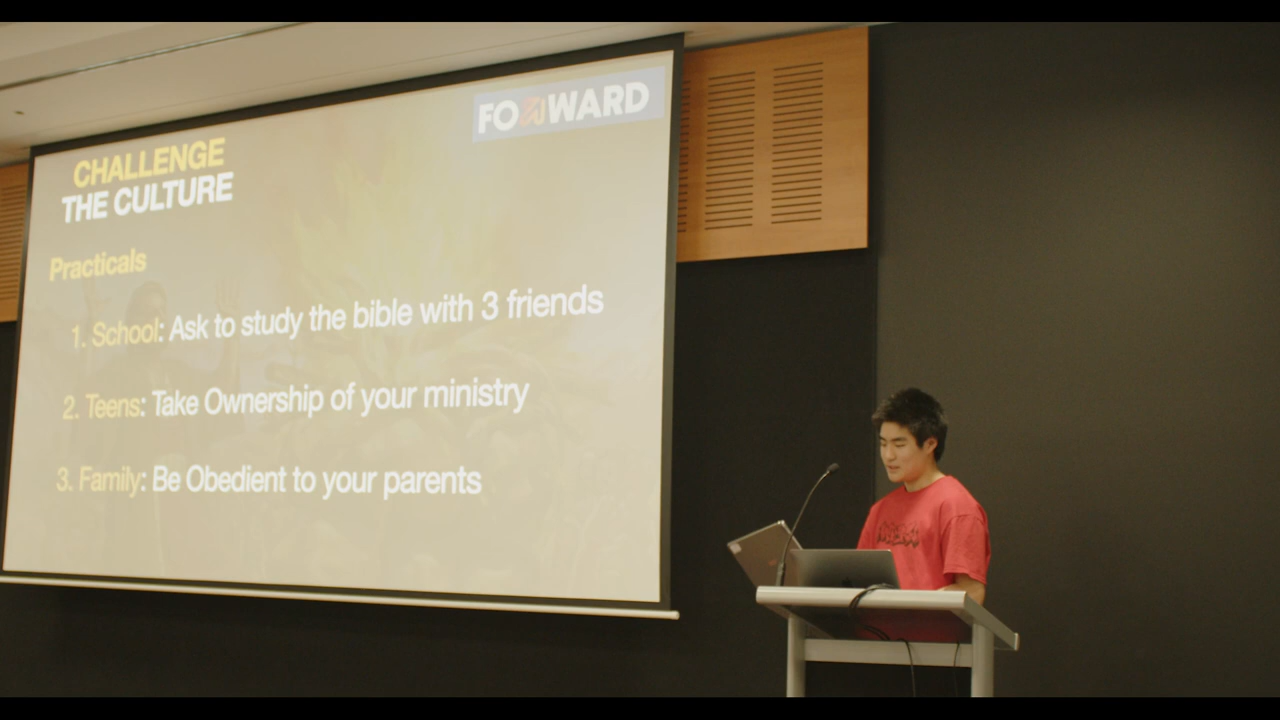 FORWARD
CHALLENGE
THE CULTURE
Practicals
1. School: Ask to study the bible with 3 friends
2. Teens: Take Ownership of your ministry
3. Family: Be Obedient to your parents